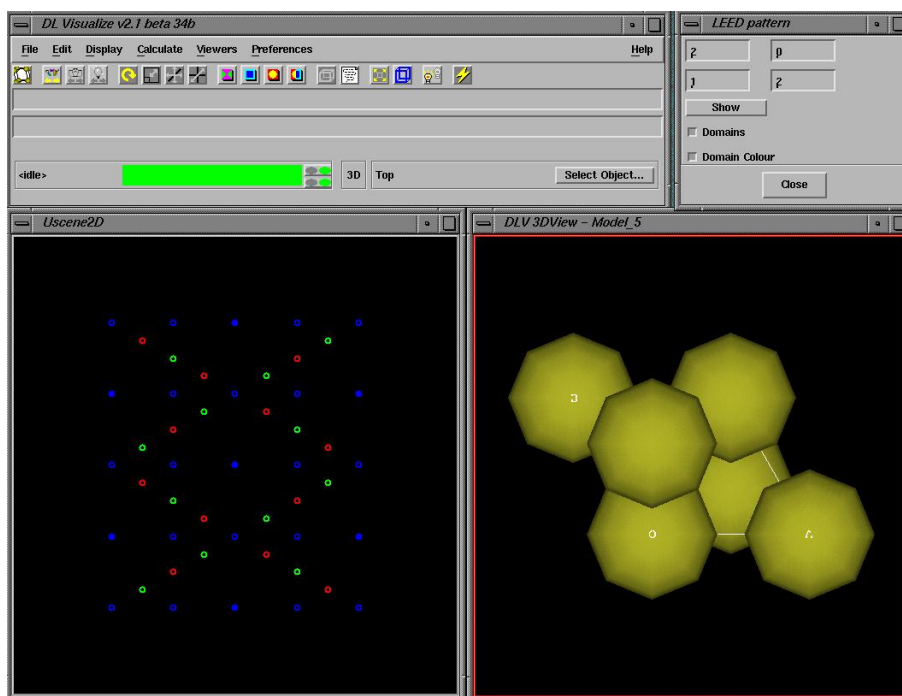 DL Visualize v2.1 beta 34b
LEED pattern
File Edit Display Calculate Viewers Preferences Help
2 0
1 2
Show
Domains
Domain Colour
Close
<idle> 3D Top Select Object...
Uscene2D
DLV 3DView - Model_5
B
O
A